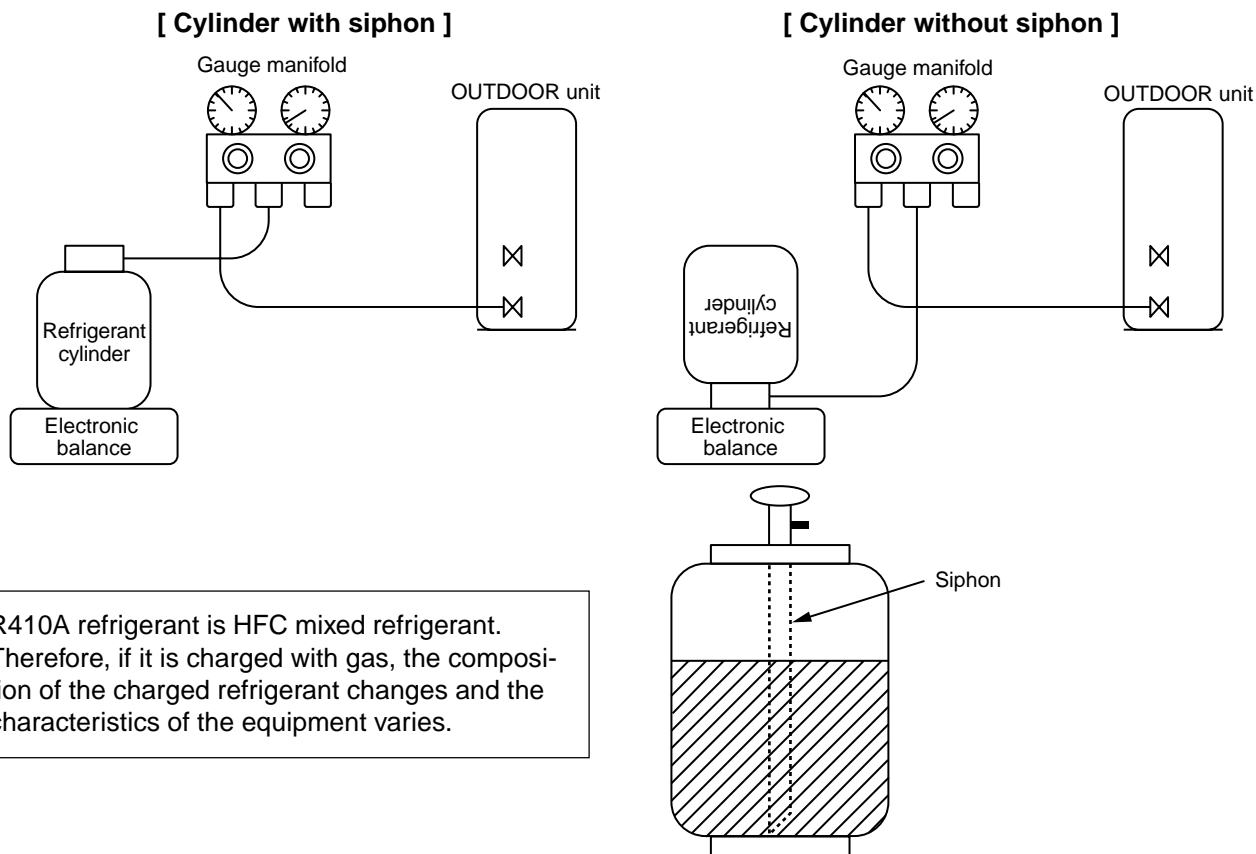 [ Cylinder with siphon ]
Gauge manifold
OUTDOOR unit
Refrigerant
cylinder
Electronic
balance
[ Cylinder without siphon ]
Gauge manifold
OUTDOOR unit
Refrigerant
cylinder
Electronic
balance
Siphon
R410A refrigerant is HFC mixed refrigerant.
Therefore, if it is charged with gas, the composi-
tion of the charged refrigerant changes and the
characteristics of the equipment varies.